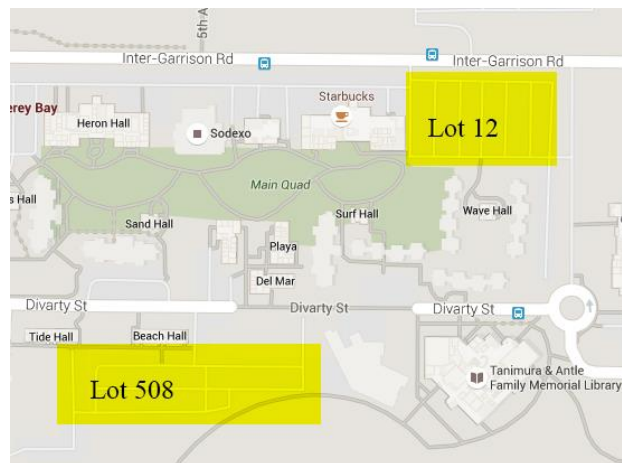 5th A
Inter-Garrison Rd
Inter-Garrison Rd
Starbucks
erey Bay
Heron Hall
Sodexo
Lot 12
Main Quad
s Hall
Sand Hall
Surf Hall
Wave Hall
Playa
Del Mar
Divarty St
Divarty St
Divarty St
Tide Hall
Beach Hall
Lot 508
Tanimura & Antle
Family Memorial Library